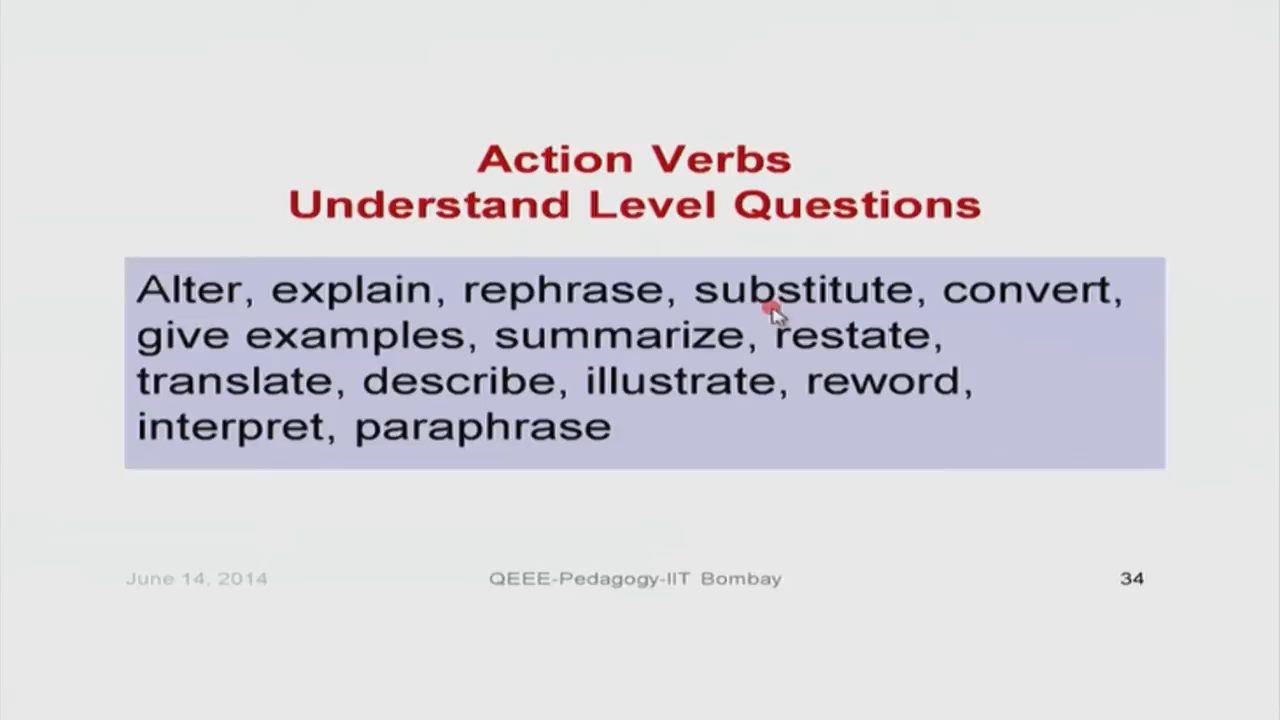 Action Verbs
Understand Level Questions
Alter, explain, rephrase, substitute, convert,
give examples, summarize, restate,
translate, describe, illustrate, reword,
interpret, paraphrase
June 14, 2014
QEEE-Pedagogy-IIT Bombay
34